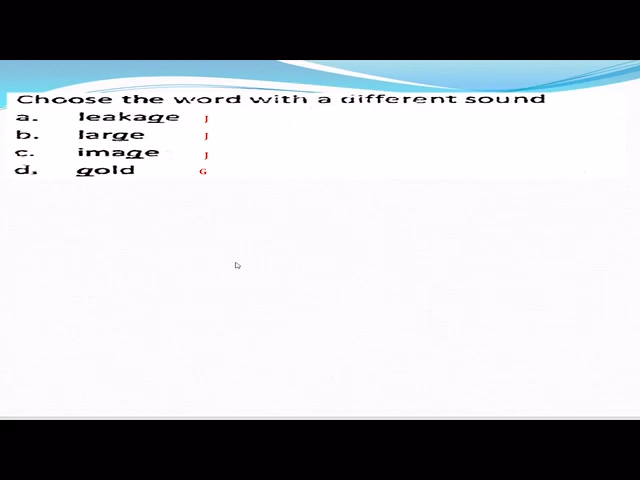 Choose the word with a different sound
a. leakage J
b. large J
c. image J
d. gold G